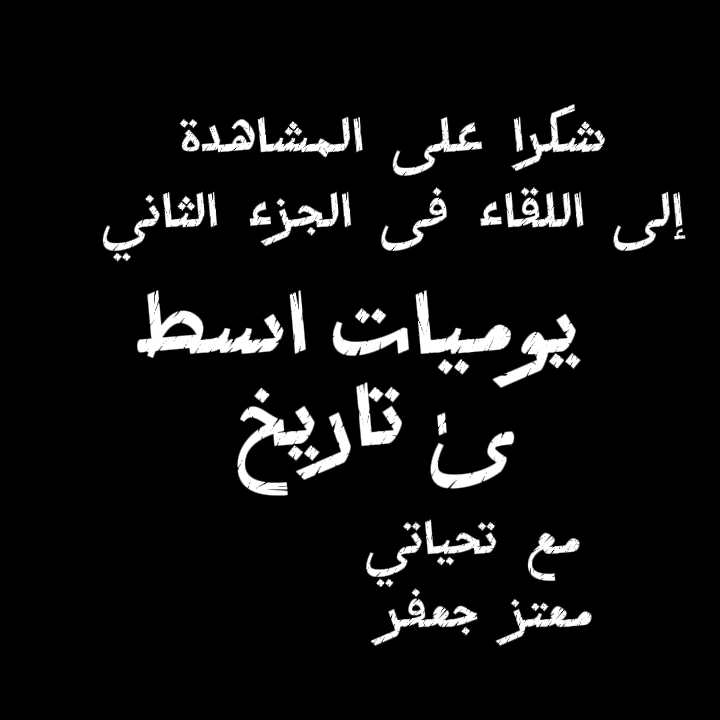 شكرا على المشاهدة
إلى اللقاء فى الجزء الثاني
يوميات اسط
ىٰ تاريخ
مع تحياتي
معتز جعفر